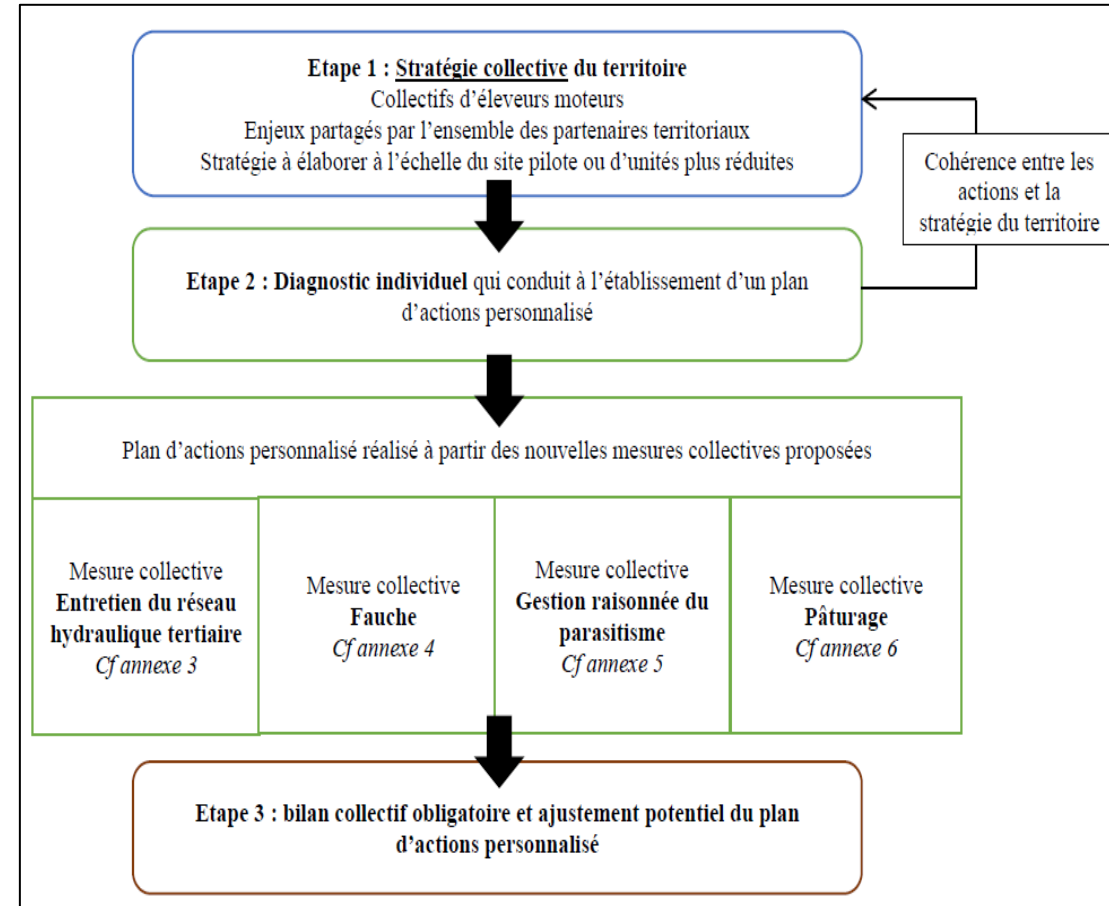 Etape 1 : Stratégie collective du territoire
Collectifs d’éleveurs moteurs
Enjeux partagés par l’ensemble des partenaires territoriaux
Stratégie à élaborer à l’échelle du site pilote ou d’unités plus réduites
Cohérence entre les
actions et la
stratégie du territoire
Etape 2 : Diagnostic individuel qui conduit à l’établissement d’un plan
d’actions personnalisé
Plan d’actions personnalisé réalisé à partir des nouvelles mesures collectives proposées
Mesure collective
Entretien du réseau
hydraulique tertiaire
Cf annexe 3
Mesure collective
Fauche
Cf annexe 4
Mesure collective
Gestion raisonnée du
parasitisme
Cf annexe 5
Mesure collective
Pâturage
Cf annexe 6
Etape 3 : bilan collectif obligatoire et ajustement potentiel du plan
d’actions personnalisé